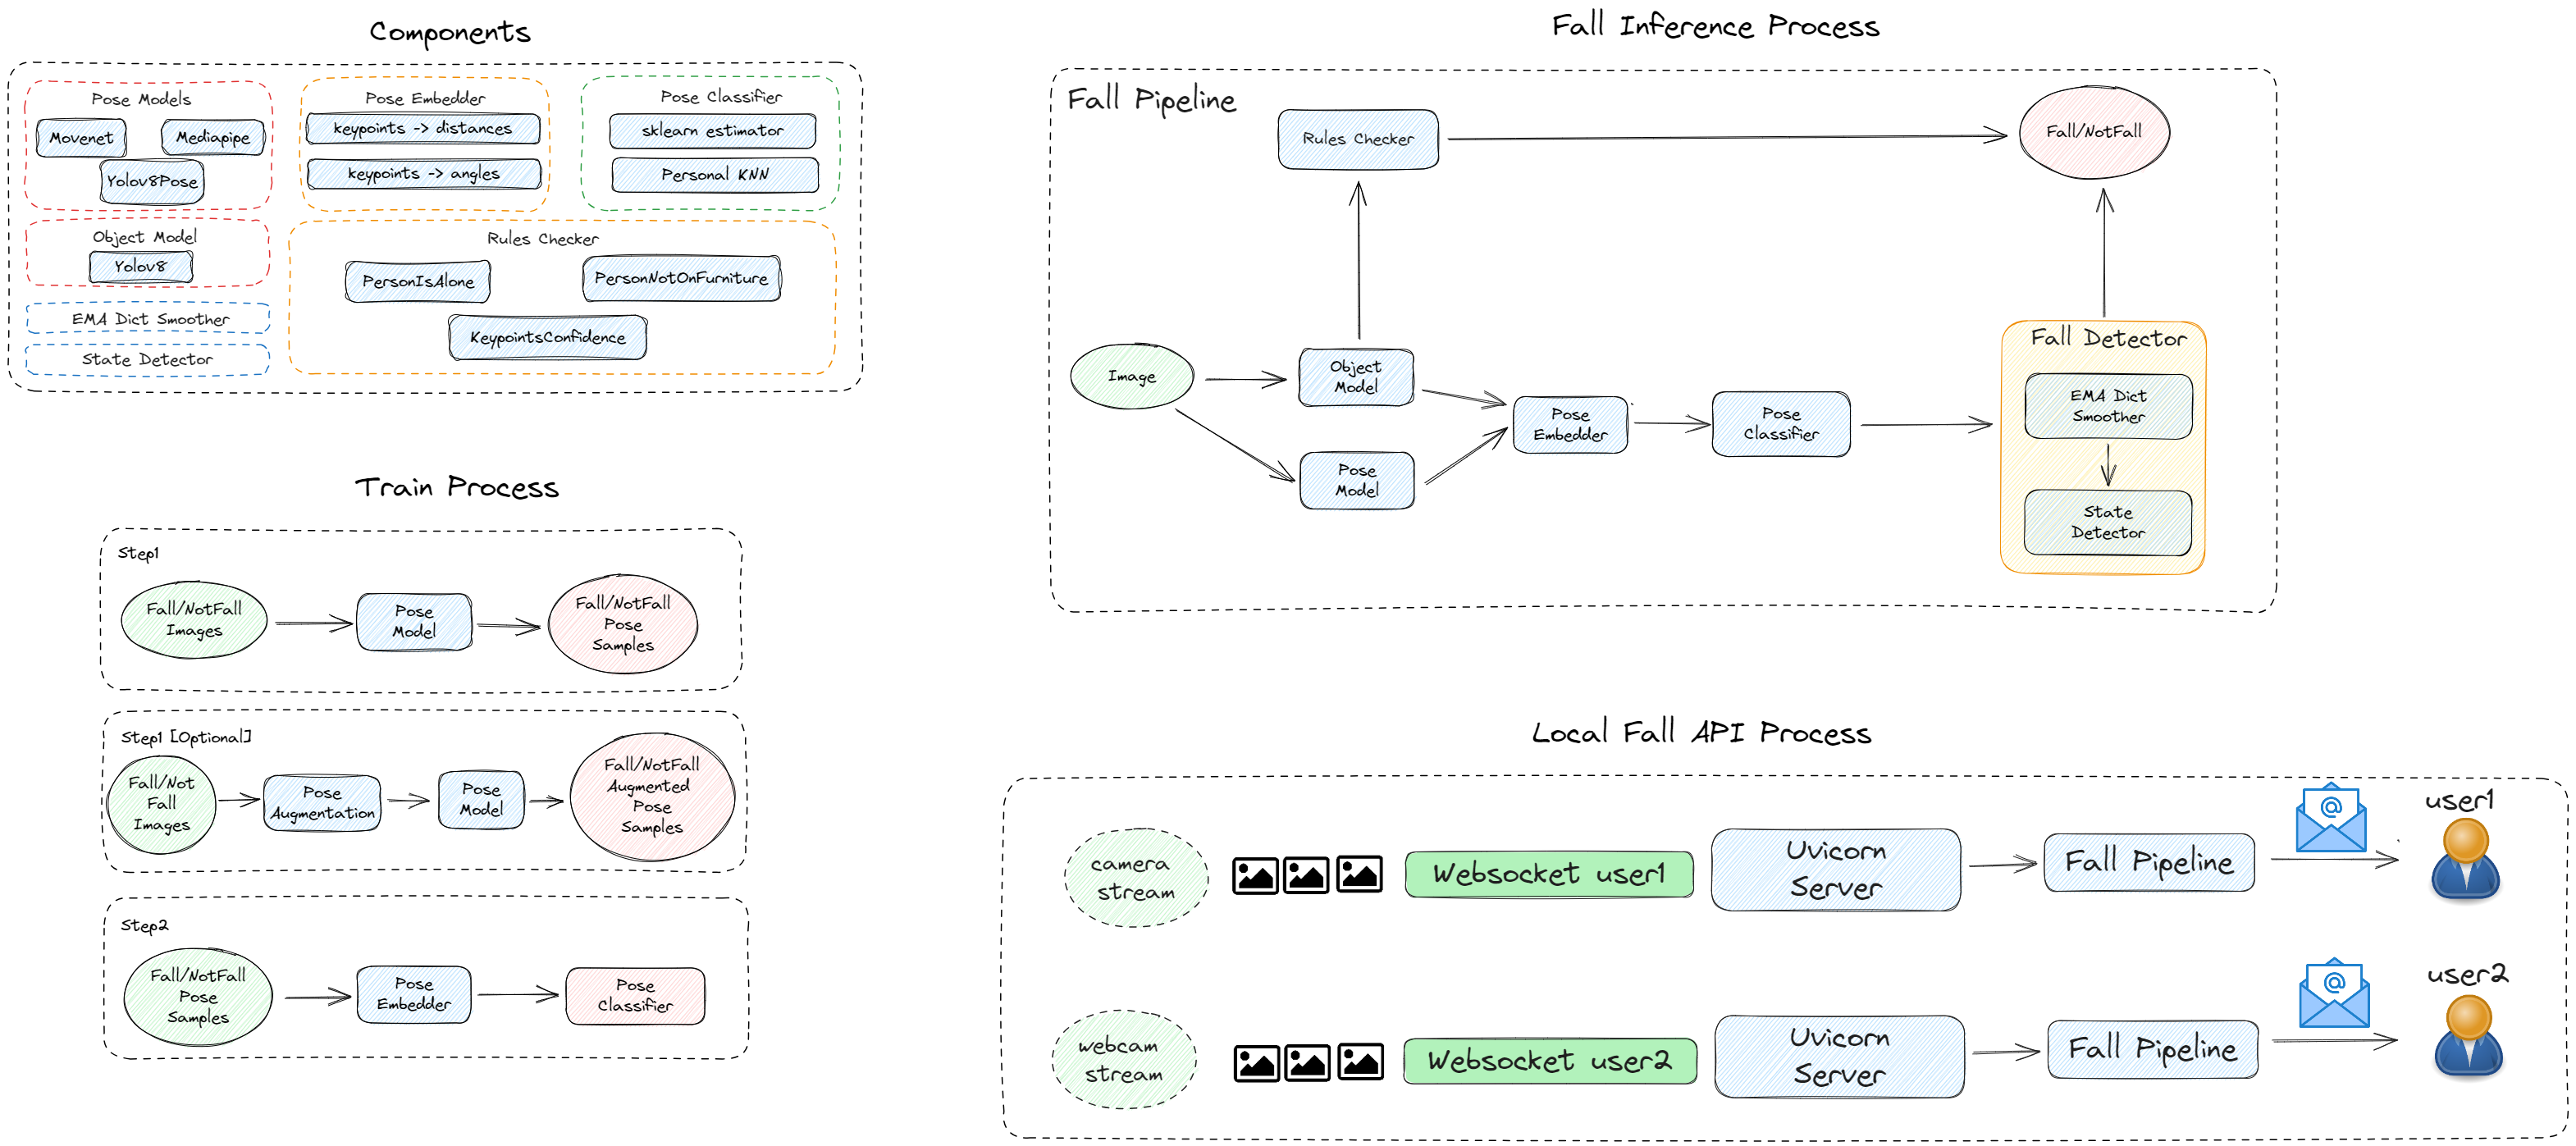 Components
Pose Models
Movenet
Mediapipe
Yolov8Pose
Pose Embedder
keypoints -> distances
keypoints -> angles
Pose Classifier
sklearn estimator
Personal KNN
Object Model
Yolov8
EMA Dict Smoother
State Detector
Rules Checker
PersonIsAlone
PersonNotOnFurniture
KeypointsConfidence
Train Process
Step1
Fall/NotFall
Images
Pose
Model
Fall/NotFall
Pose
Samples
Step1 [Optional]
Fall/Not
Fall
Images
Pose
Augmentation
Pose
Model
Fall/NotFall
Augmented
Pose
Samples
Step2
Fall/NotFall
Pose
Samples
Pose
Embedder
Pose
Classifier
Fall Inference Process
Fall Pipeline
Rules Checker
Fall/NotFall
Image
Object
Model
Pose
Model
Pose
Embedder
Pose
Classifier
Fall Detector
EMA Dict
Smoother
State
Detector
Local Fall API Process
camera
stream
Websocket user1
Uvicorn
Server
Fall Pipeline
@
user1
webcam
stream
Websocket user2
Uvicorn
Server
Fall Pipeline
@
user2